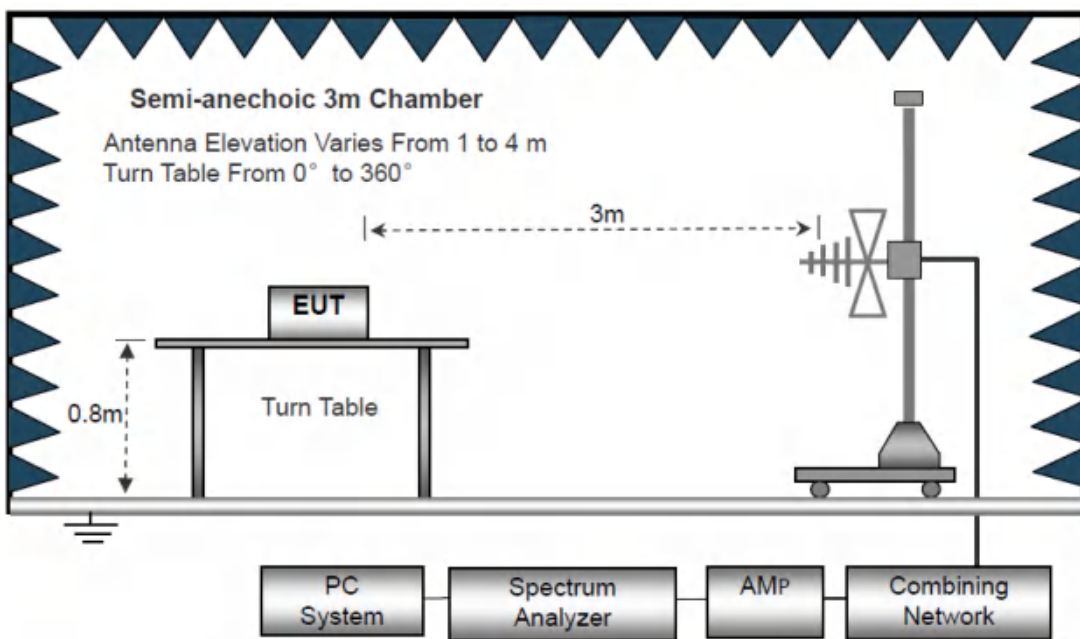 Semi-anechoic 3m Chamber
Antenna Elevation Varies From 1 to 4 m
Turn Table From 0° to 360°
3m
EUT
0.8m
Turn Table
PC
System
Spectrum
Analyzer
AMP
Combining
Network